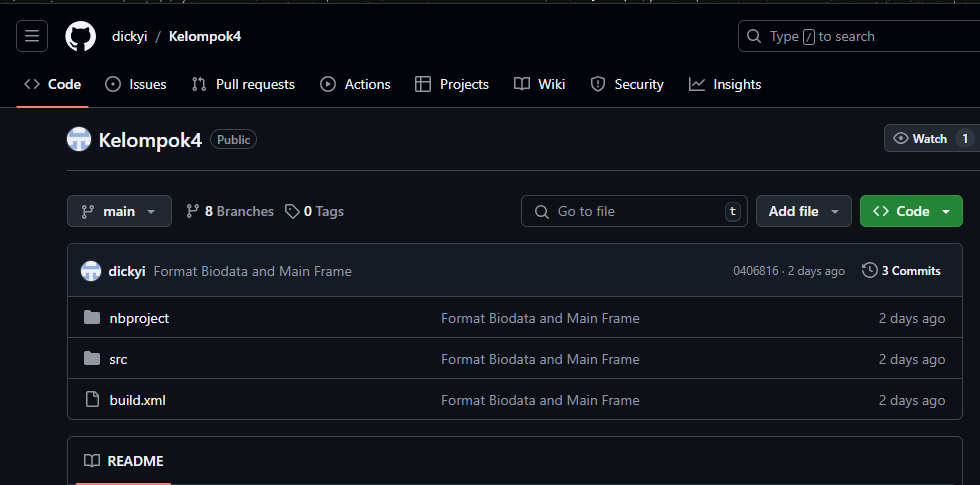 dickyi / Kelompok4
Type / to search
Code Issues Pull requests Actions Projects Wiki Security Insights
Kelompok4 Public
Watch 1
main 8 Branches 0 Tags
Go to file t
Add file
Code
dickyi Format Biodata and Main Frame 0406816 · 2 days ago 3 Commits
nbproject Format Biodata and Main Frame 2 days ago
src Format Biodata and Main Frame 2 days ago
build.xml Format Biodata and Main Frame 2 days ago
README